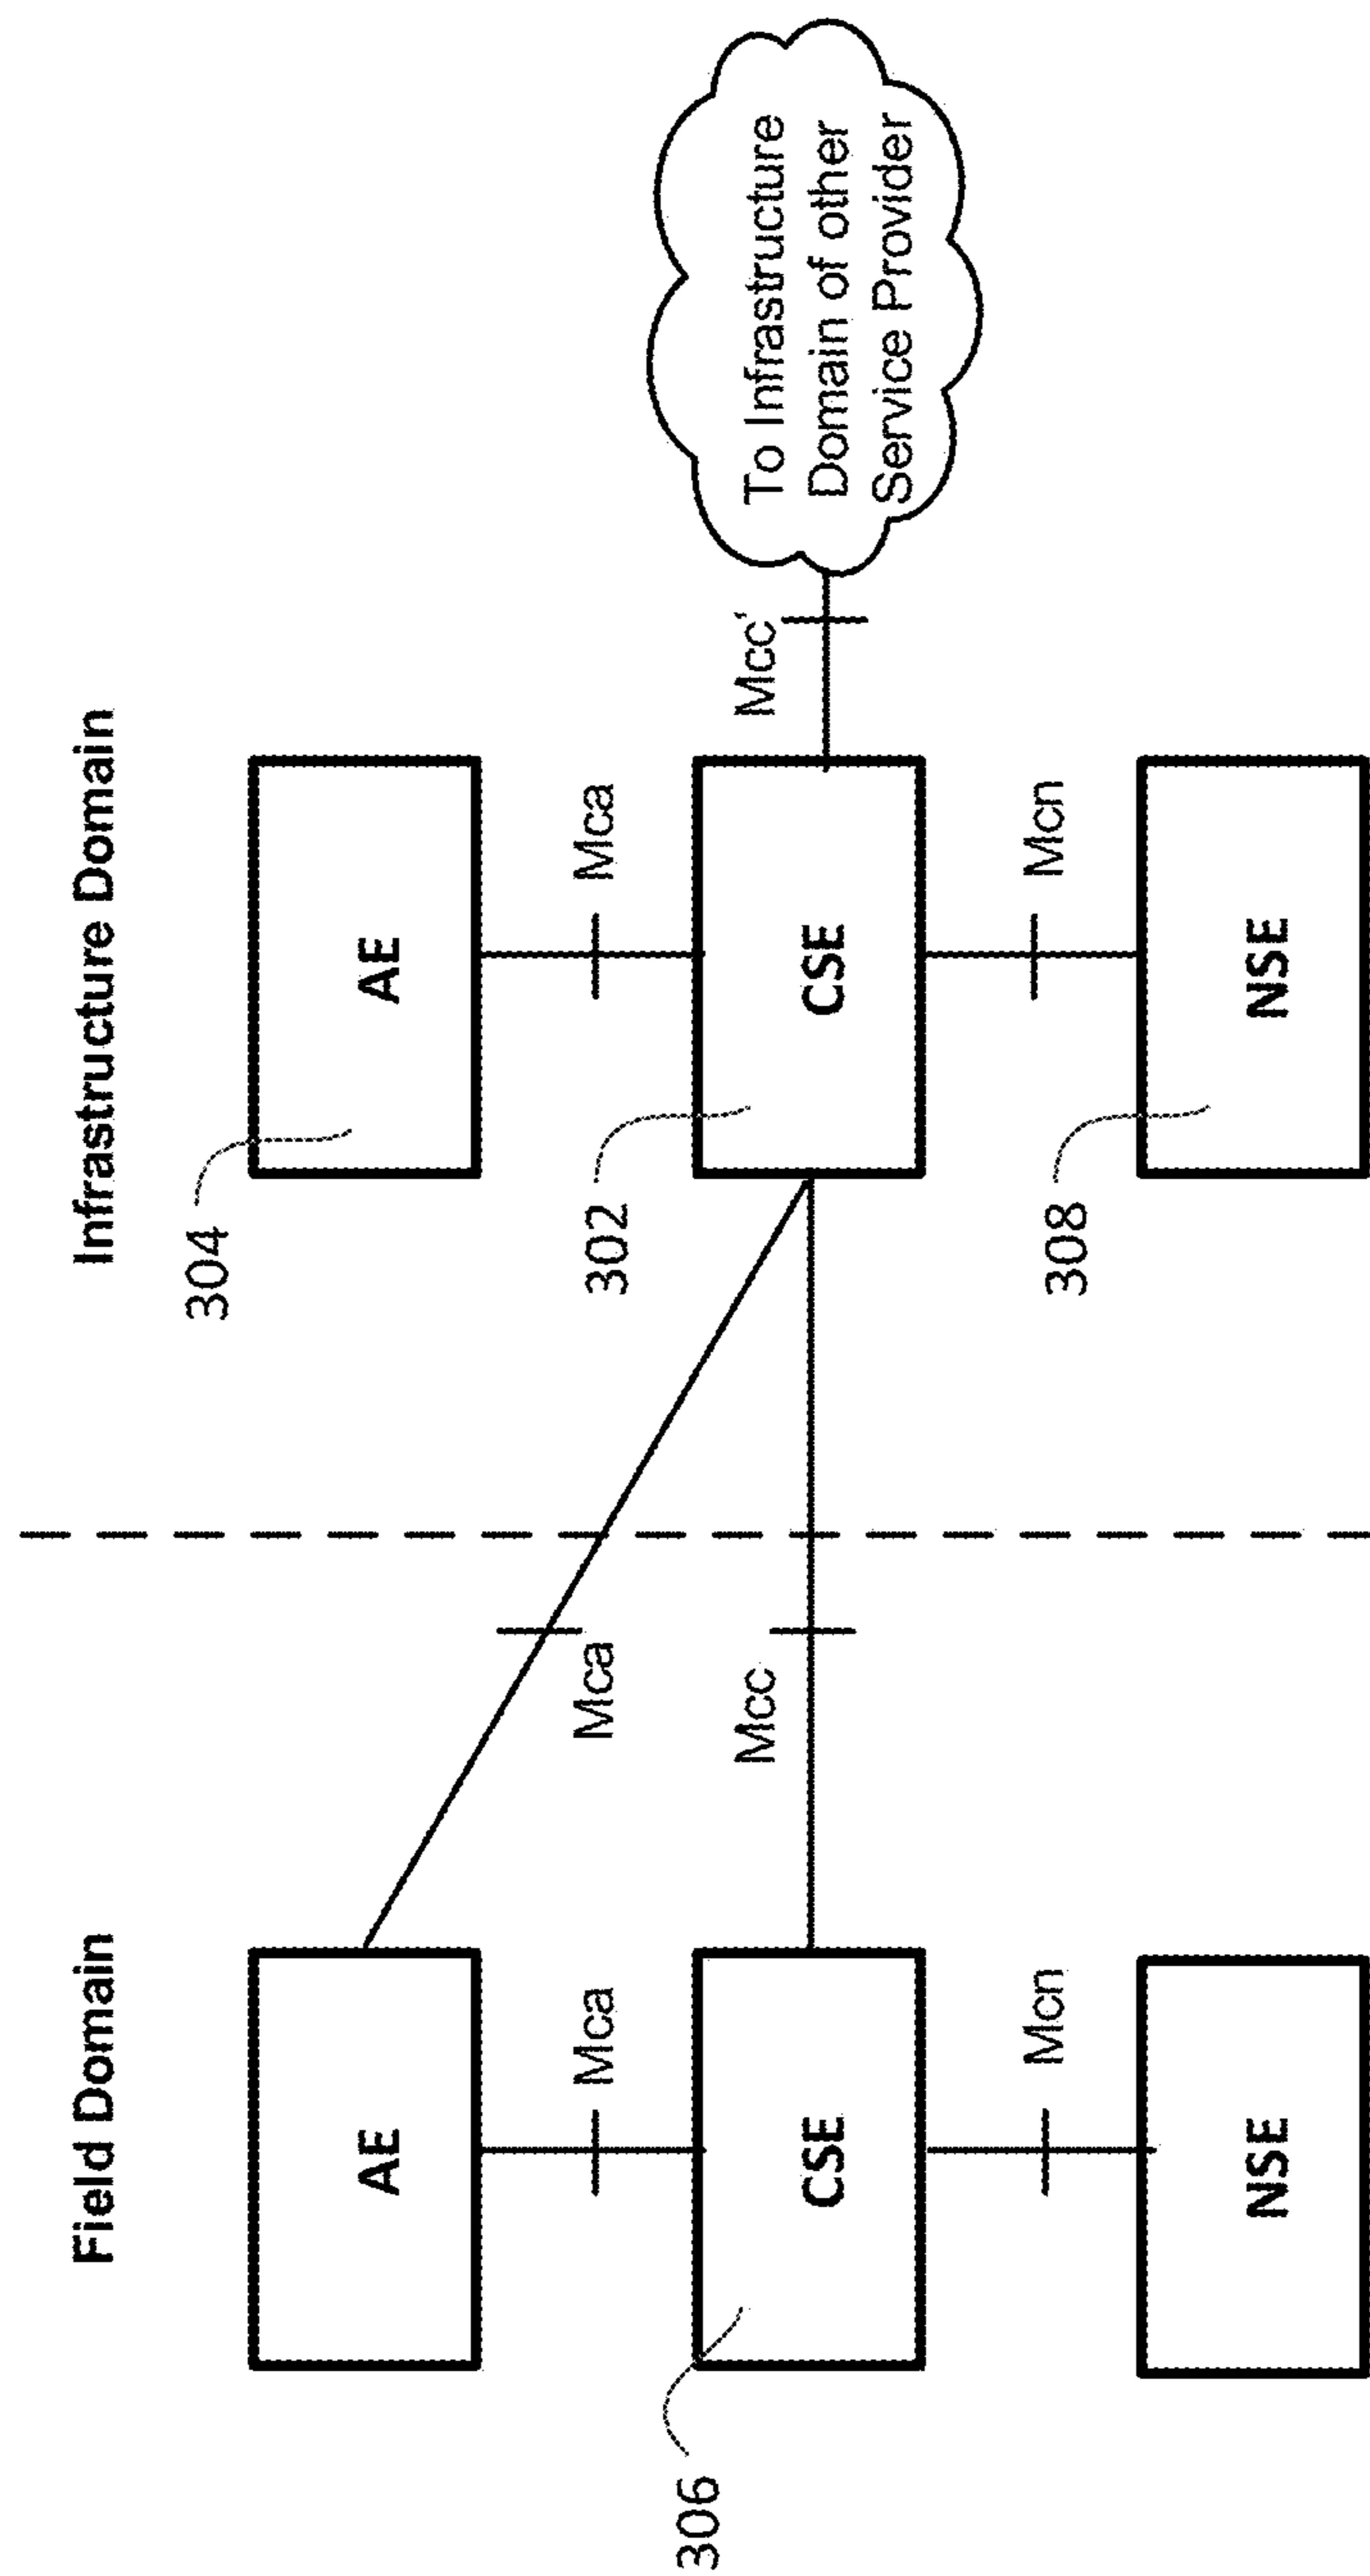 Field Domain
Infrastructure Domain
AE
304
AE
Mca
Mca
Mca
306
CSE
Mcc
302
CSE
Mcc'
To Infrastructure
Domain of other
Service Provider
Mcn
Mcn
308
NSE
NSE